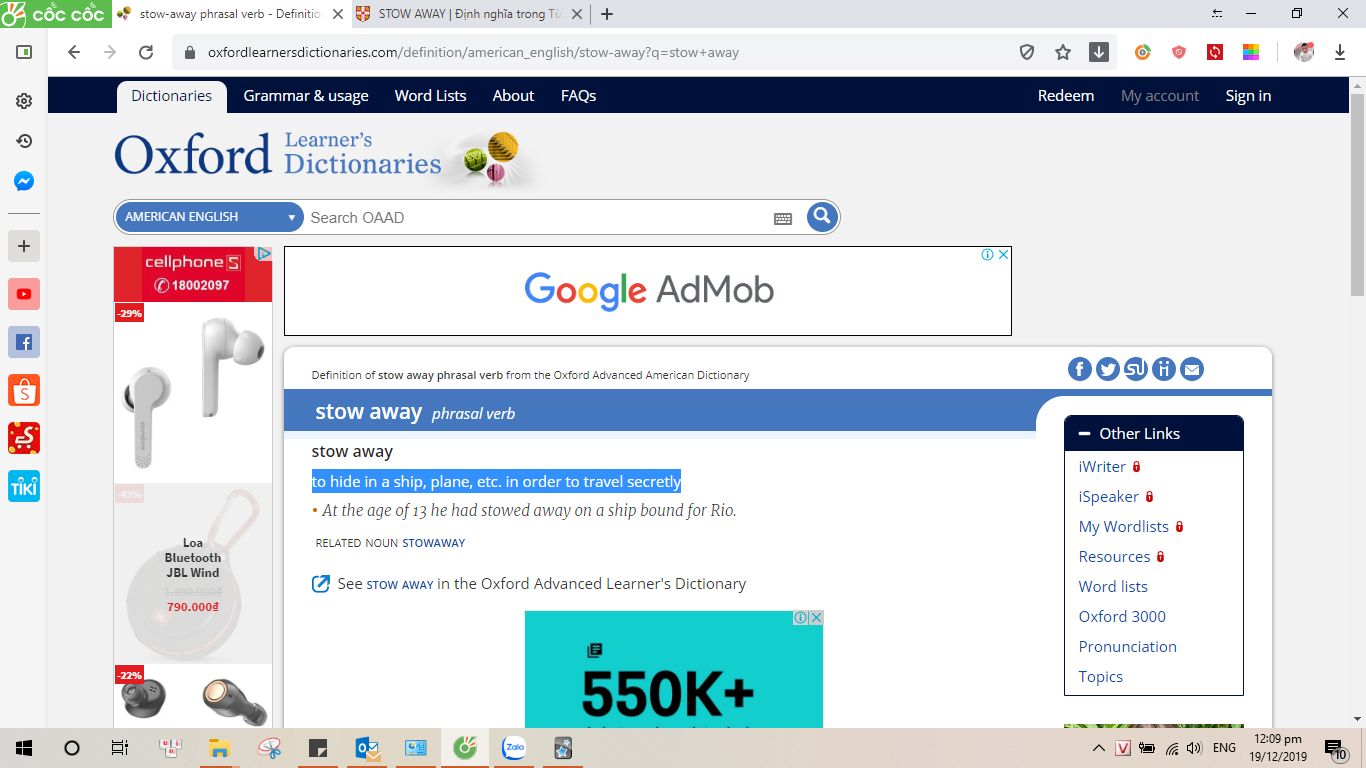 cốc cốc
stow-away phrasal verb - Definitio
STOW AWAY | Định nghĩa trong Từ
oxfordlearnersdictionaries.com/definition/american_english/stow-away?q=stow+away
Dictionaries
Grammar & usage
Word Lists
About
FAQs
Redeem
My account
Sign in
Oxford
Learner's
Dictionaries
AMERICAN ENGLISH
Search OAAD
cellphone S
18002097
-29%
Google AdMob
Definition of stow away phrasal verb from the Oxford Advanced American Dictionary
stow away phrasal verb
stow away
to hide in a ship, plane, etc. in order to travel secretly
• At the age of 13 he had stowed away on a ship bound for Rio.
RELATED NOUN STOWAWAY
See STOW AWAY in the Oxford Advanced Learner's Dictionary
Other Links
iWriter
iSpeaker
My Wordlists
Resources
Word lists
Oxford 3000
Pronunciation
Topics
-43%
Loa
Bluetooth
JBL Wind
1.390.000₫
790.000₫
-22%
550K+
TIKI
Zalo
V
ENG
12:09 pm
19/12/2019
10